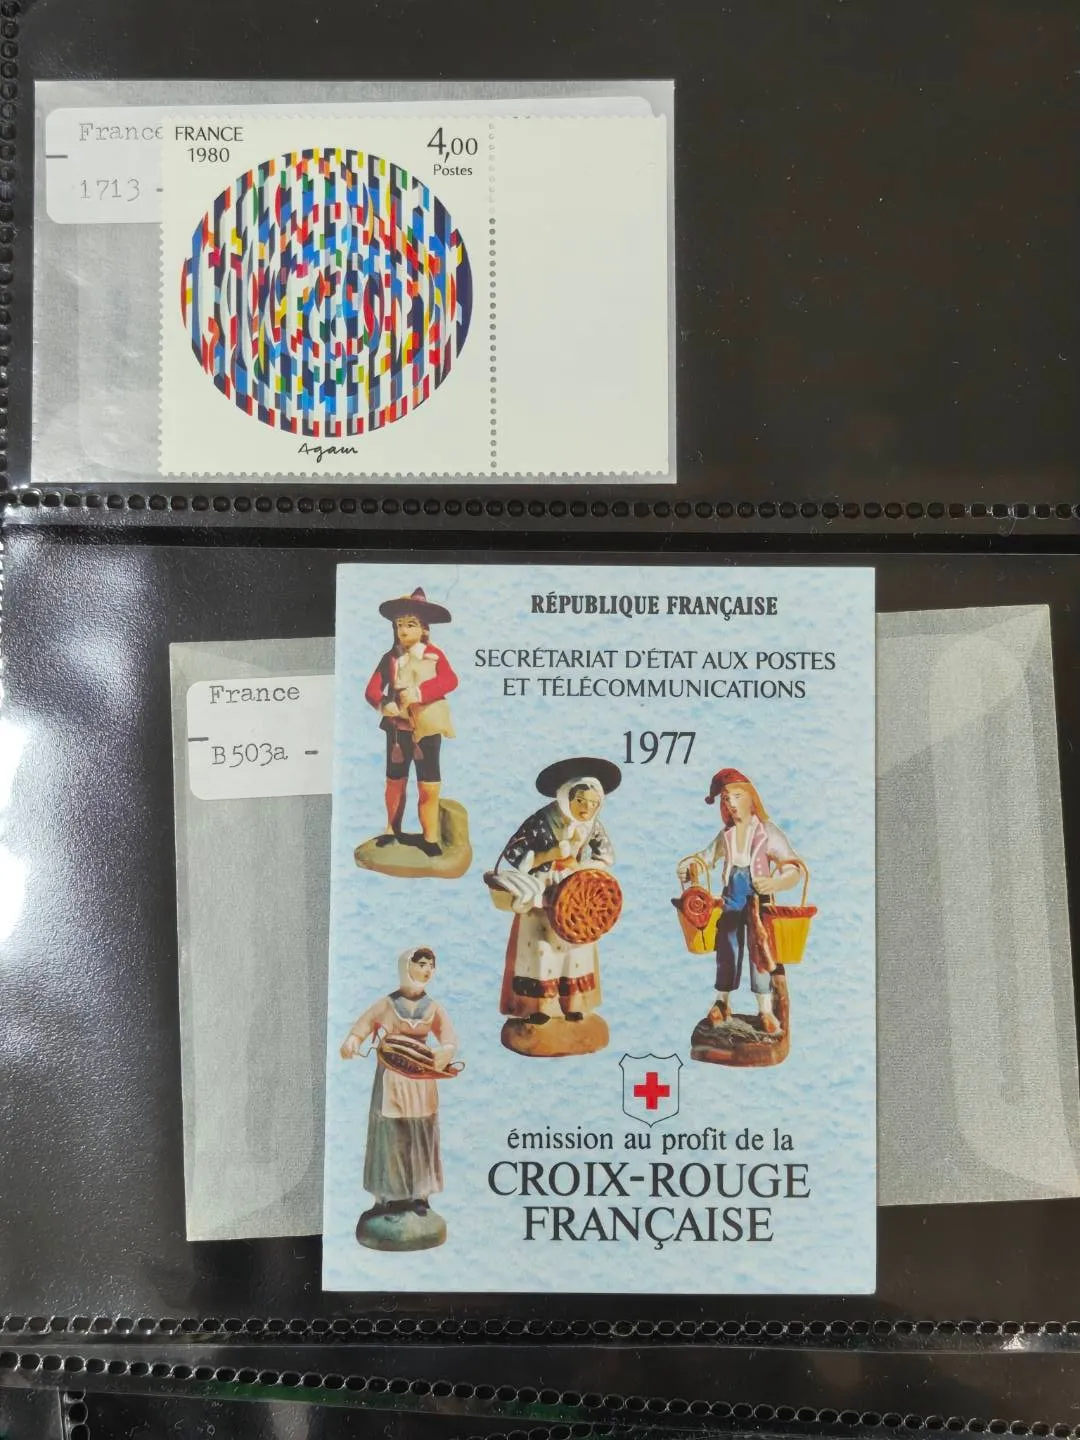 France
1713 -
FRANCE
1980
4,00
Postes
Agam
France
B503a -
RÉPUBLIQUE FRANÇAISE
SECRÉTARIAT D'ÉTAT AUX POSTES
ET TÉLÉCOMMUNICATIONS
1977
émission au profit de la
CROIX-ROUGE
FRANÇAISE